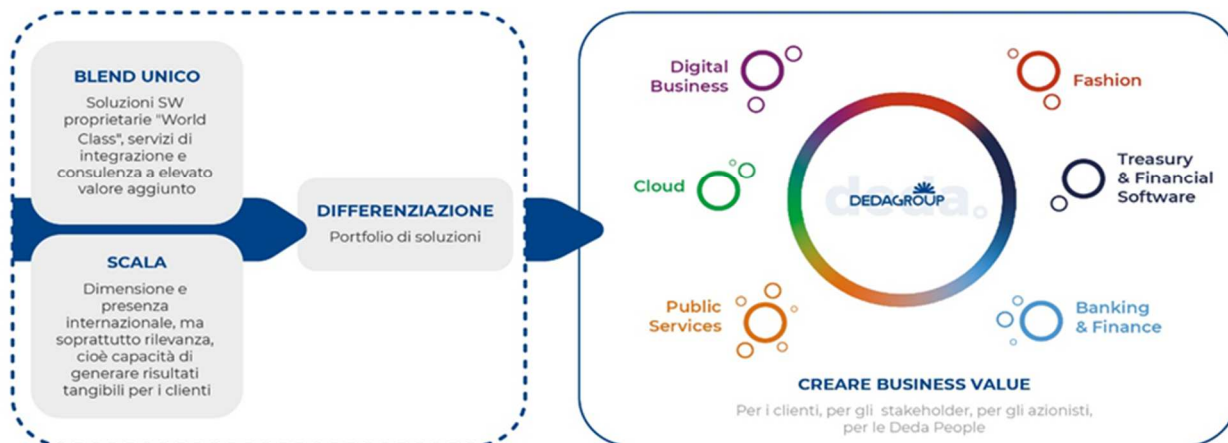 BLEND UNICO
Soluzioni SW
proprietarie "World
Class", servizi di
integrazione e
consulenza a elevato
valore aggiunto
SCALA
Dimensione e
presenza
internazionale, ma
soprattutto rilevanza,
cioè capacità di
generare risultati
tangibili per i clienti
DIFFERENZIAZIONE
Portfolio di soluzioni
Digital
Business
Fashion
Cloud
deda.
DEDAGROUP
Treasury
& Financial
Software
Public
Services
Banking
& Finance
CREARE BUSINESS VALUE
Per i clienti, per gli stakeholder, per gli azionisti,
per le Deda People